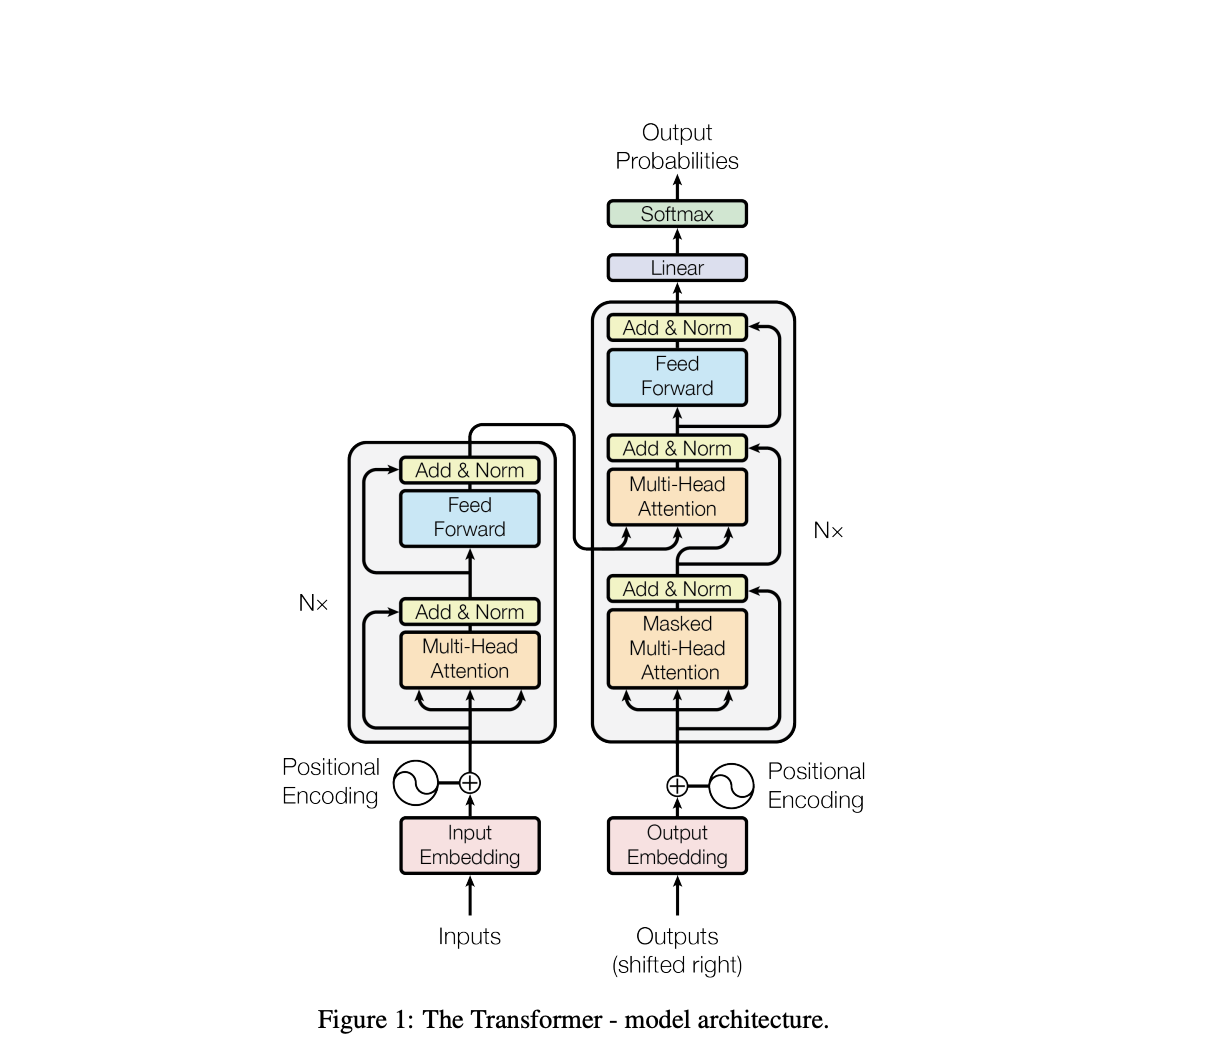 Output
Probabilities
Softmax
Linear
Add & Norm
Feed
Forward
Add & Norm
Multi-Head
Attention
Nx
Add & Norm
Masked
Multi-Head
Attention
Add & Norm
Feed
Forward
Nx
Add & Norm
Multi-Head
Attention
Positional
Encoding
Positional
Encoding
Input
Embedding
Output
Embedding
Inputs
Outputs
(shifted right)
Figure 1: The Transformer - model architecture.